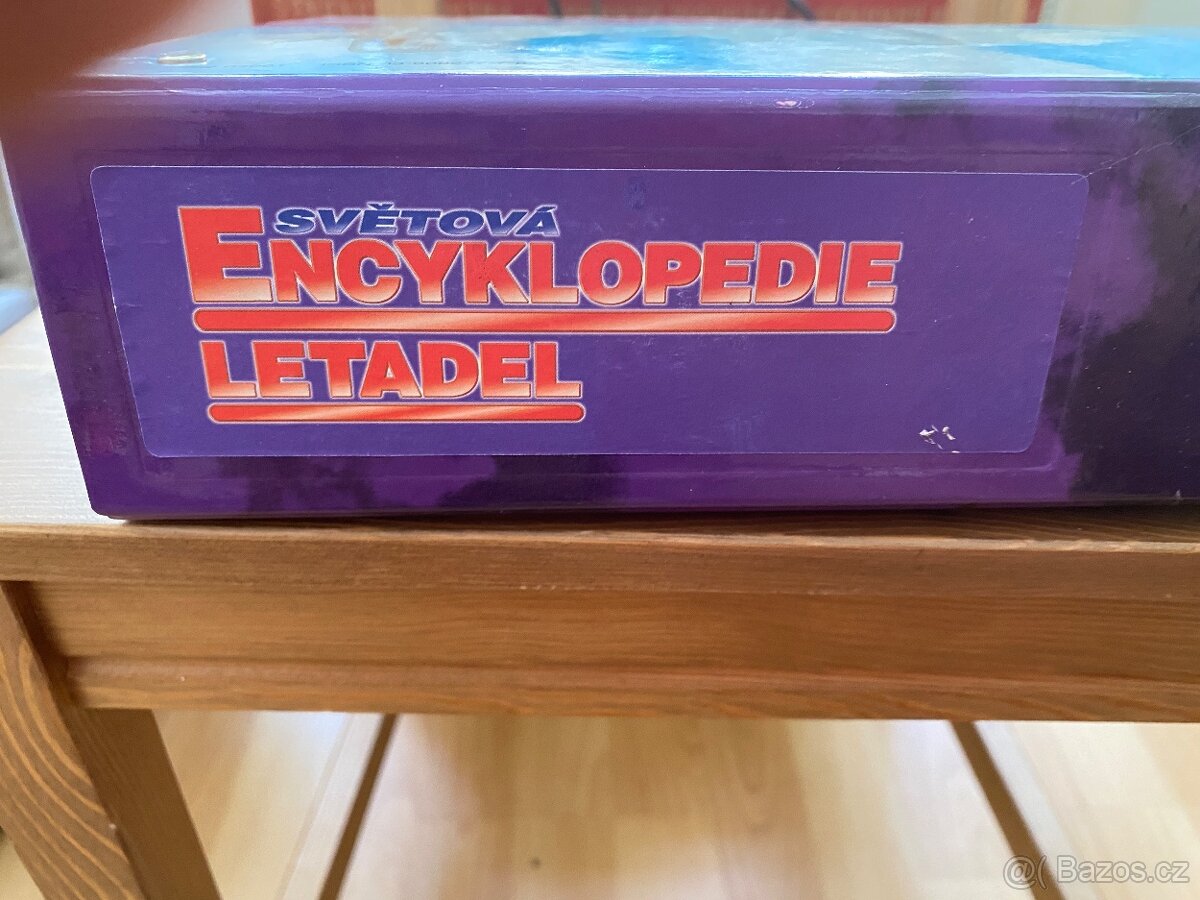 SVĚTOVÁ
ENCYKLOPEDIE
LETADEL
@( Bazos.cz